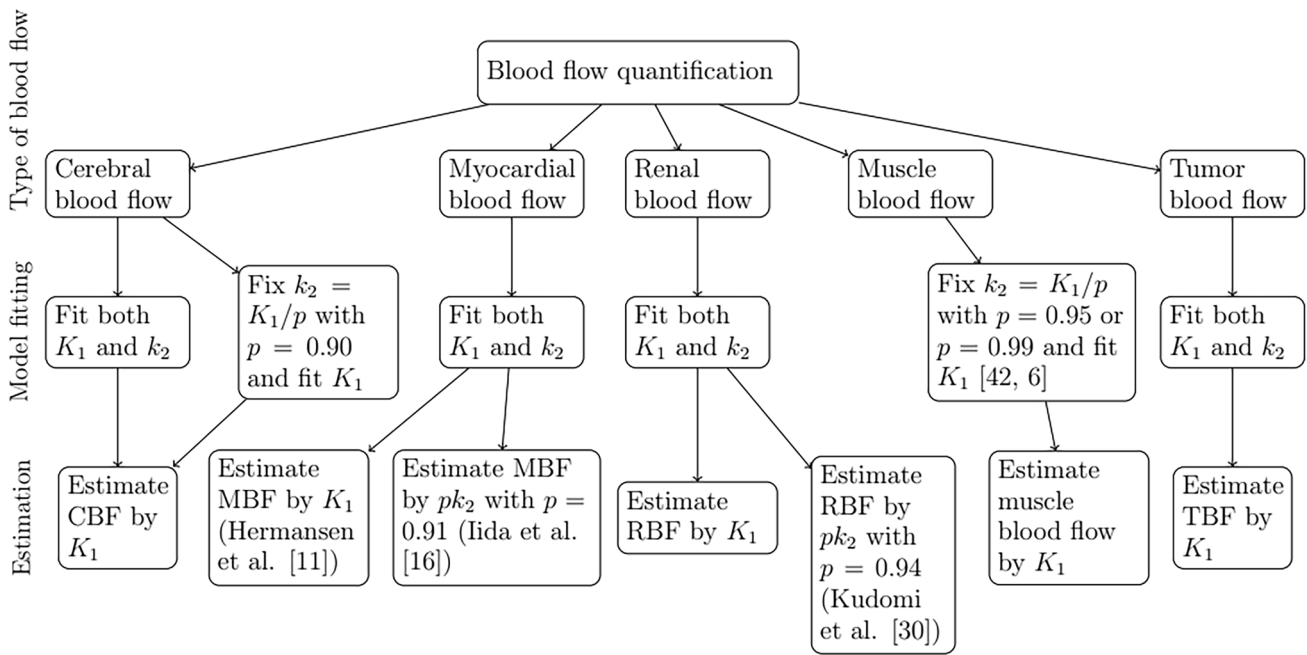 Type of blood flow
Blood flow quantification
Cerebral
blood flow
Myocardial
blood flow
Renal
blood flow
Muscle
blood flow
Tumor
blood flow
Model fitting
Fit both
K₁ and k₂
Fix k₂ =
K₁/p with
p = 0.90
and fit K₁
Fit both
K₁ and k₂
Fit both
K₁ and k₂
Fix k₂ = K₁/p
with p = 0.95 or
p = 0.99 and fit
K₁ [42, 6]
Fit both
K₁ and k₂
Estimation
Estimate
CBF by
K₁
Estimate
MBF by K₁
(Hermansen
et al. [11])
Estimate MBF
by pk₂ with p =
0.91 (Iida et al.
[16])
Estimate
RBF by K₁
Estimate
RBF by
pk₂ with
p = 0.94
(Kudomi
et al. [30])
Estimate
muscle
blood flow
by K₁
Estimate
TBF by
K₁